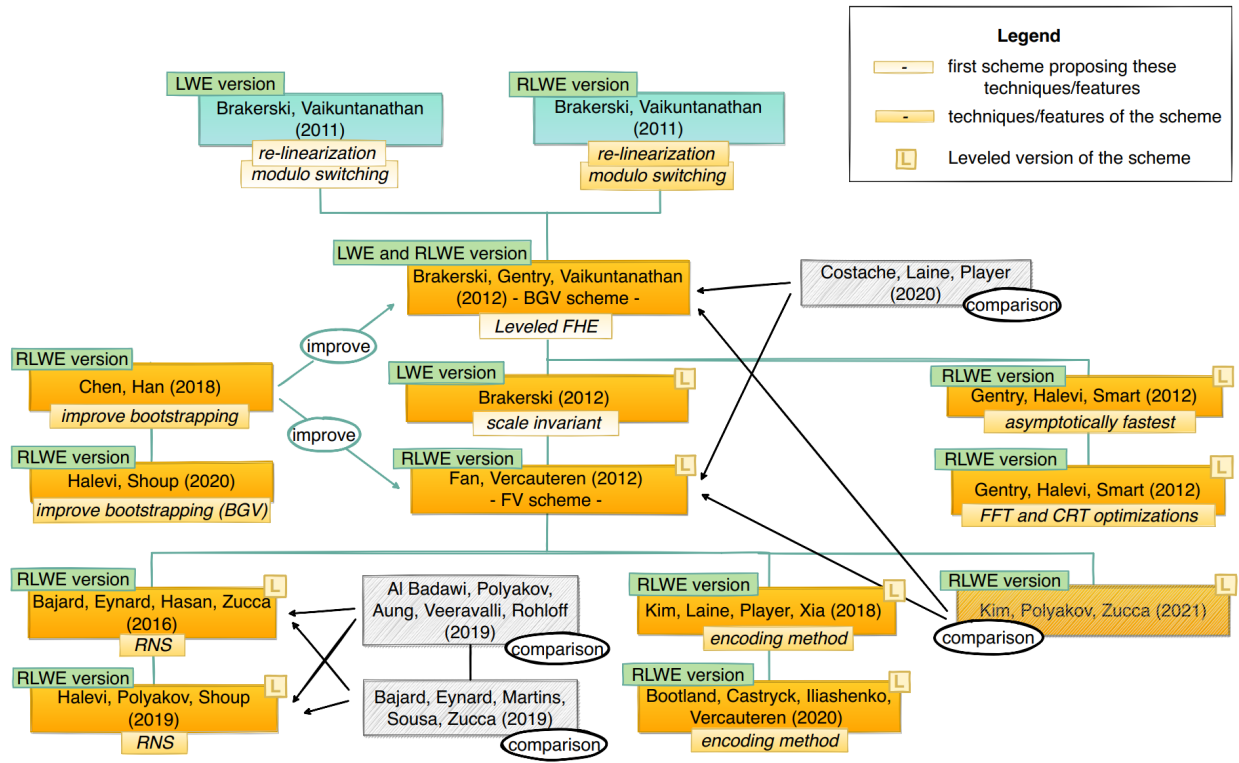 Legend
-
first scheme proposing these
techniques/features
-
techniques/features of the scheme
L
Leveled version of the scheme
LWE version
Brakerski, Vaikuntanathan
(2011)
re-linearization
modulo switching
RLWE version
Brakerski, Vaikuntanathan
(2011)
re-linearization
modulo switching
LWE and RLWE version
Brakerski, Gentry, Vaikuntanathan
(2012) - BGV scheme -
Leveled FHE
Costache, Laine, Player
(2020)
comparison
improve
improve
RLWE version
Chen, Han (2018)
improve bootstrapping
RLWE version
Halevi, Shoup (2020)
improve bootstrapping (BGV)
LWE version
L
Brakerski (2012)
scale invariant
RLWE version
L
Fan, Vercauteren (2012)
- FV scheme -
RLWE version
L
Gentry, Halevi, Smart (2012)
asymptotically fastest
RLWE version
L
Gentry, Halevi, Smart (2012)
FFT and CRT optimizations
RLWE version
L
Bajard, Eynard, Hasan, Zucca
(2016)
RNS
RLWE version
L
Halevi, Polyakov, Shoup
(2019)
RNS
Al Badawi, Polyakov,
Aung, Veeravalli, Rohloff
(2019)
comparison
Bajard, Eynard, Martins,
Sousa, Zucca (2019)
comparison
RLWE version
L
Kim, Laine, Player, Xia (2018)
encoding method
RLWE version
L
Bootland, Castryck, Iliashenko,
Vercauteren (2020)
encoding method
RLWE version
L
Kim, Polyakov, Zucca (2021)
comparison